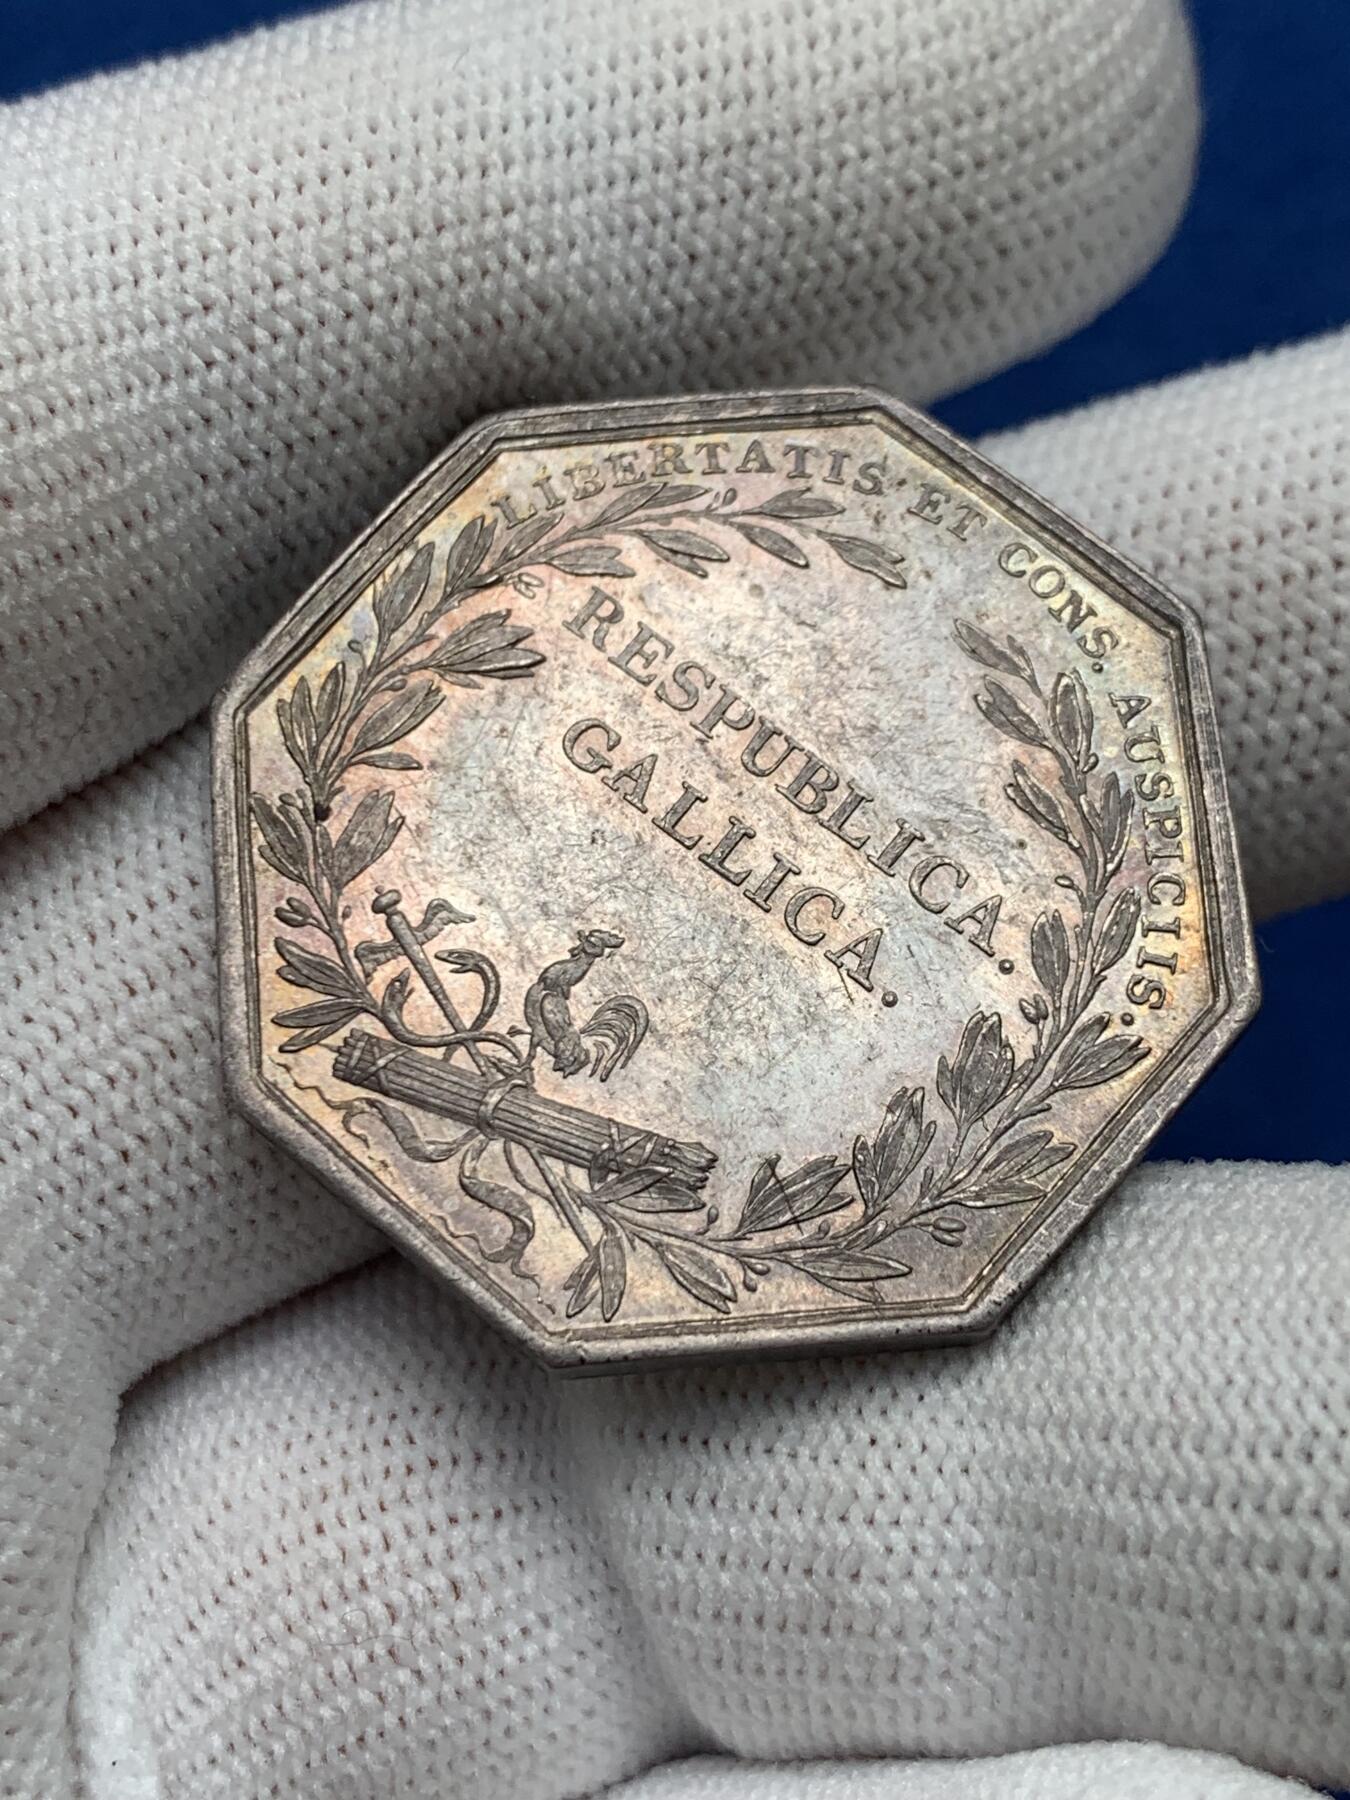 LIBERTATIS ET CONS. AUSPICIIS.
RESPUBLICA.
GALLICA.